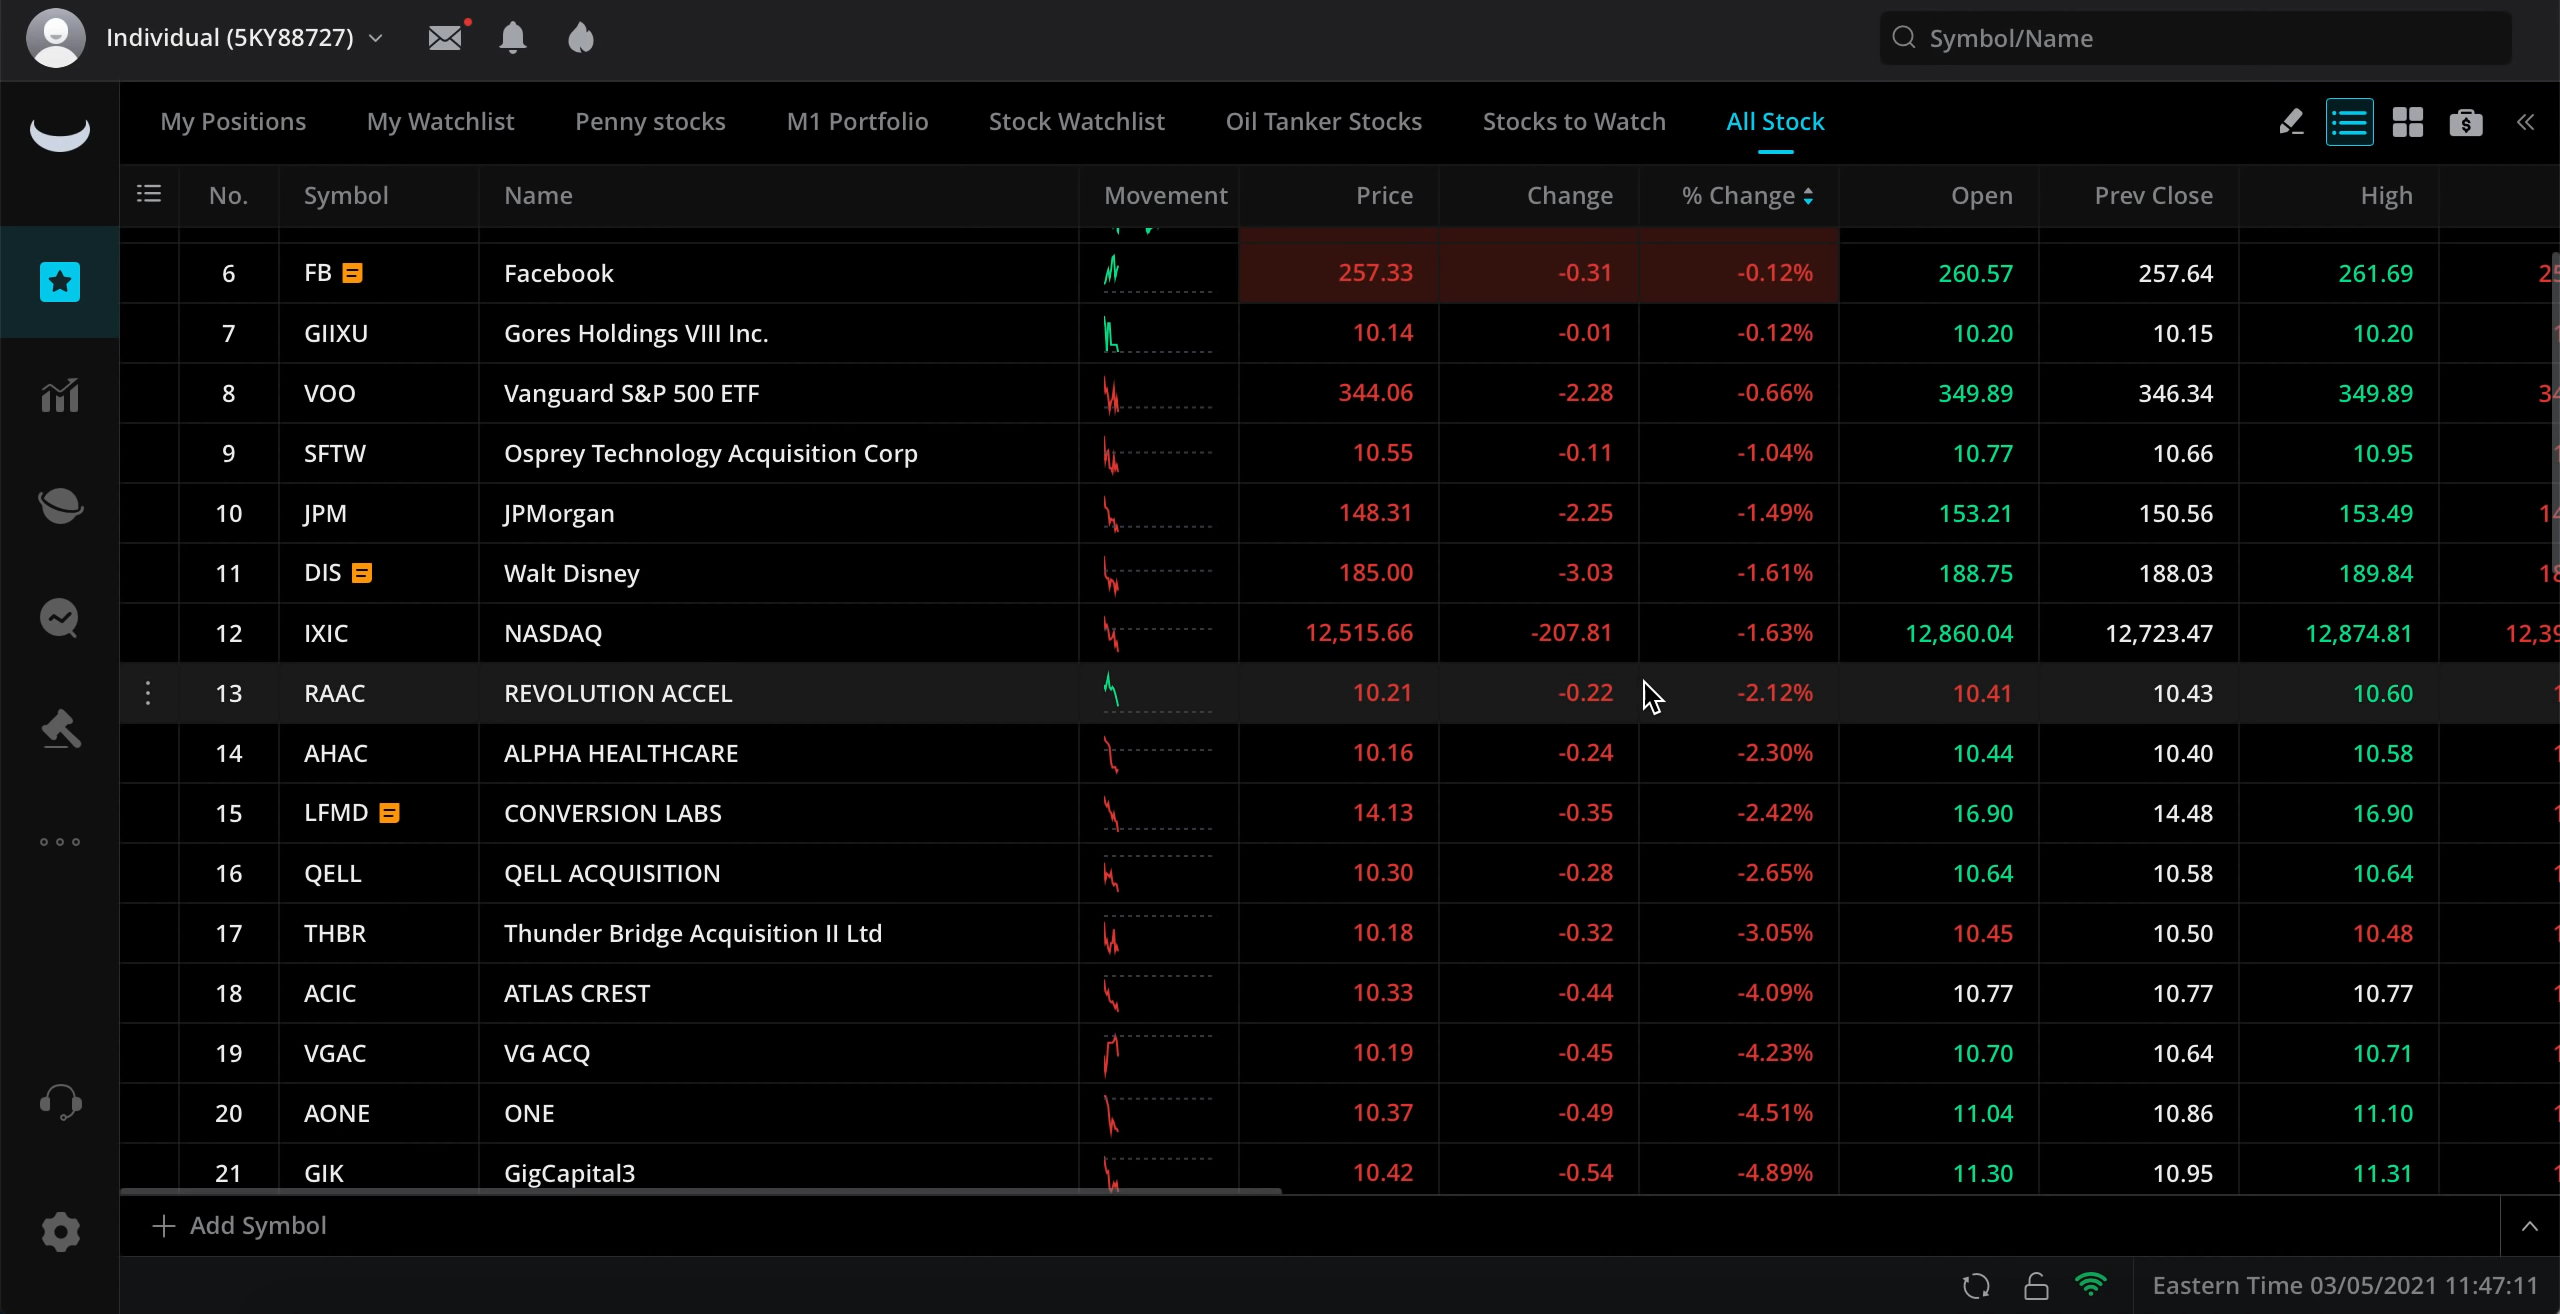 Individual (5KY88727)
Symbol/Name
My Positions My Watchlist Penny stocks M1 Portfolio Stock Watchlist Oil Tanker Stocks Stocks to Watch All Stock
No. Symbol Name Movement Price Change % Change Open Prev Close High
6 FB Facebook 257.33 -0.31 -0.12% 260.57 257.64 261.69
7 GIIXU Gores Holdings VIII Inc. 10.14 -0.01 -0.12% 10.20 10.15 10.20
8 VOO Vanguard S&P 500 ETF 344.06 -2.28 -0.66% 349.89 346.34 349.89
9 SFTW Osprey Technology Acquisition Corp 10.55 -0.11 -1.04% 10.77 10.66 10.95
10 JPM JPMorgan 148.31 -2.25 -1.49% 153.21 150.56 153.49
11 DIS Walt Disney 185.00 -3.03 -1.61% 188.75 188.03 189.84
12 IXIC NASDAQ 12,515.66 -207.81 -1.63% 12,860.04 12,723.47 12,874.81
13 RAAC REVOLUTION ACCEL 10.21 -0.22 -2.12% 10.41 10.43 10.60
14 AHAC ALPHA HEALTHCARE 10.16 -0.24 -2.30% 10.44 10.40 10.58
15 LFMD CONVERSION LABS 14.13 -0.35 -2.42% 16.90 14.48 16.90
16 QELL QELL ACQUISITION 10.30 -0.28 -2.65% 10.64 10.58 10.64
17 THBR Thunder Bridge Acquisition II Ltd 10.18 -0.32 -3.05% 10.45 10.50 10.48
18 ACIC ATLAS CREST 10.33 -0.44 -4.09% 10.77 10.77 10.77
19 VGAC VG ACQ 10.19 -0.45 -4.23% 10.70 10.64 10.71
20 AONE ONE 10.37 -0.49 -4.51% 11.04 10.86 11.10
21 GIK GigCapital3 10.42 -0.54 -4.89% 11.30 10.95 11.31
Add Symbol
Eastern Time 03/05/2021 11:47:11